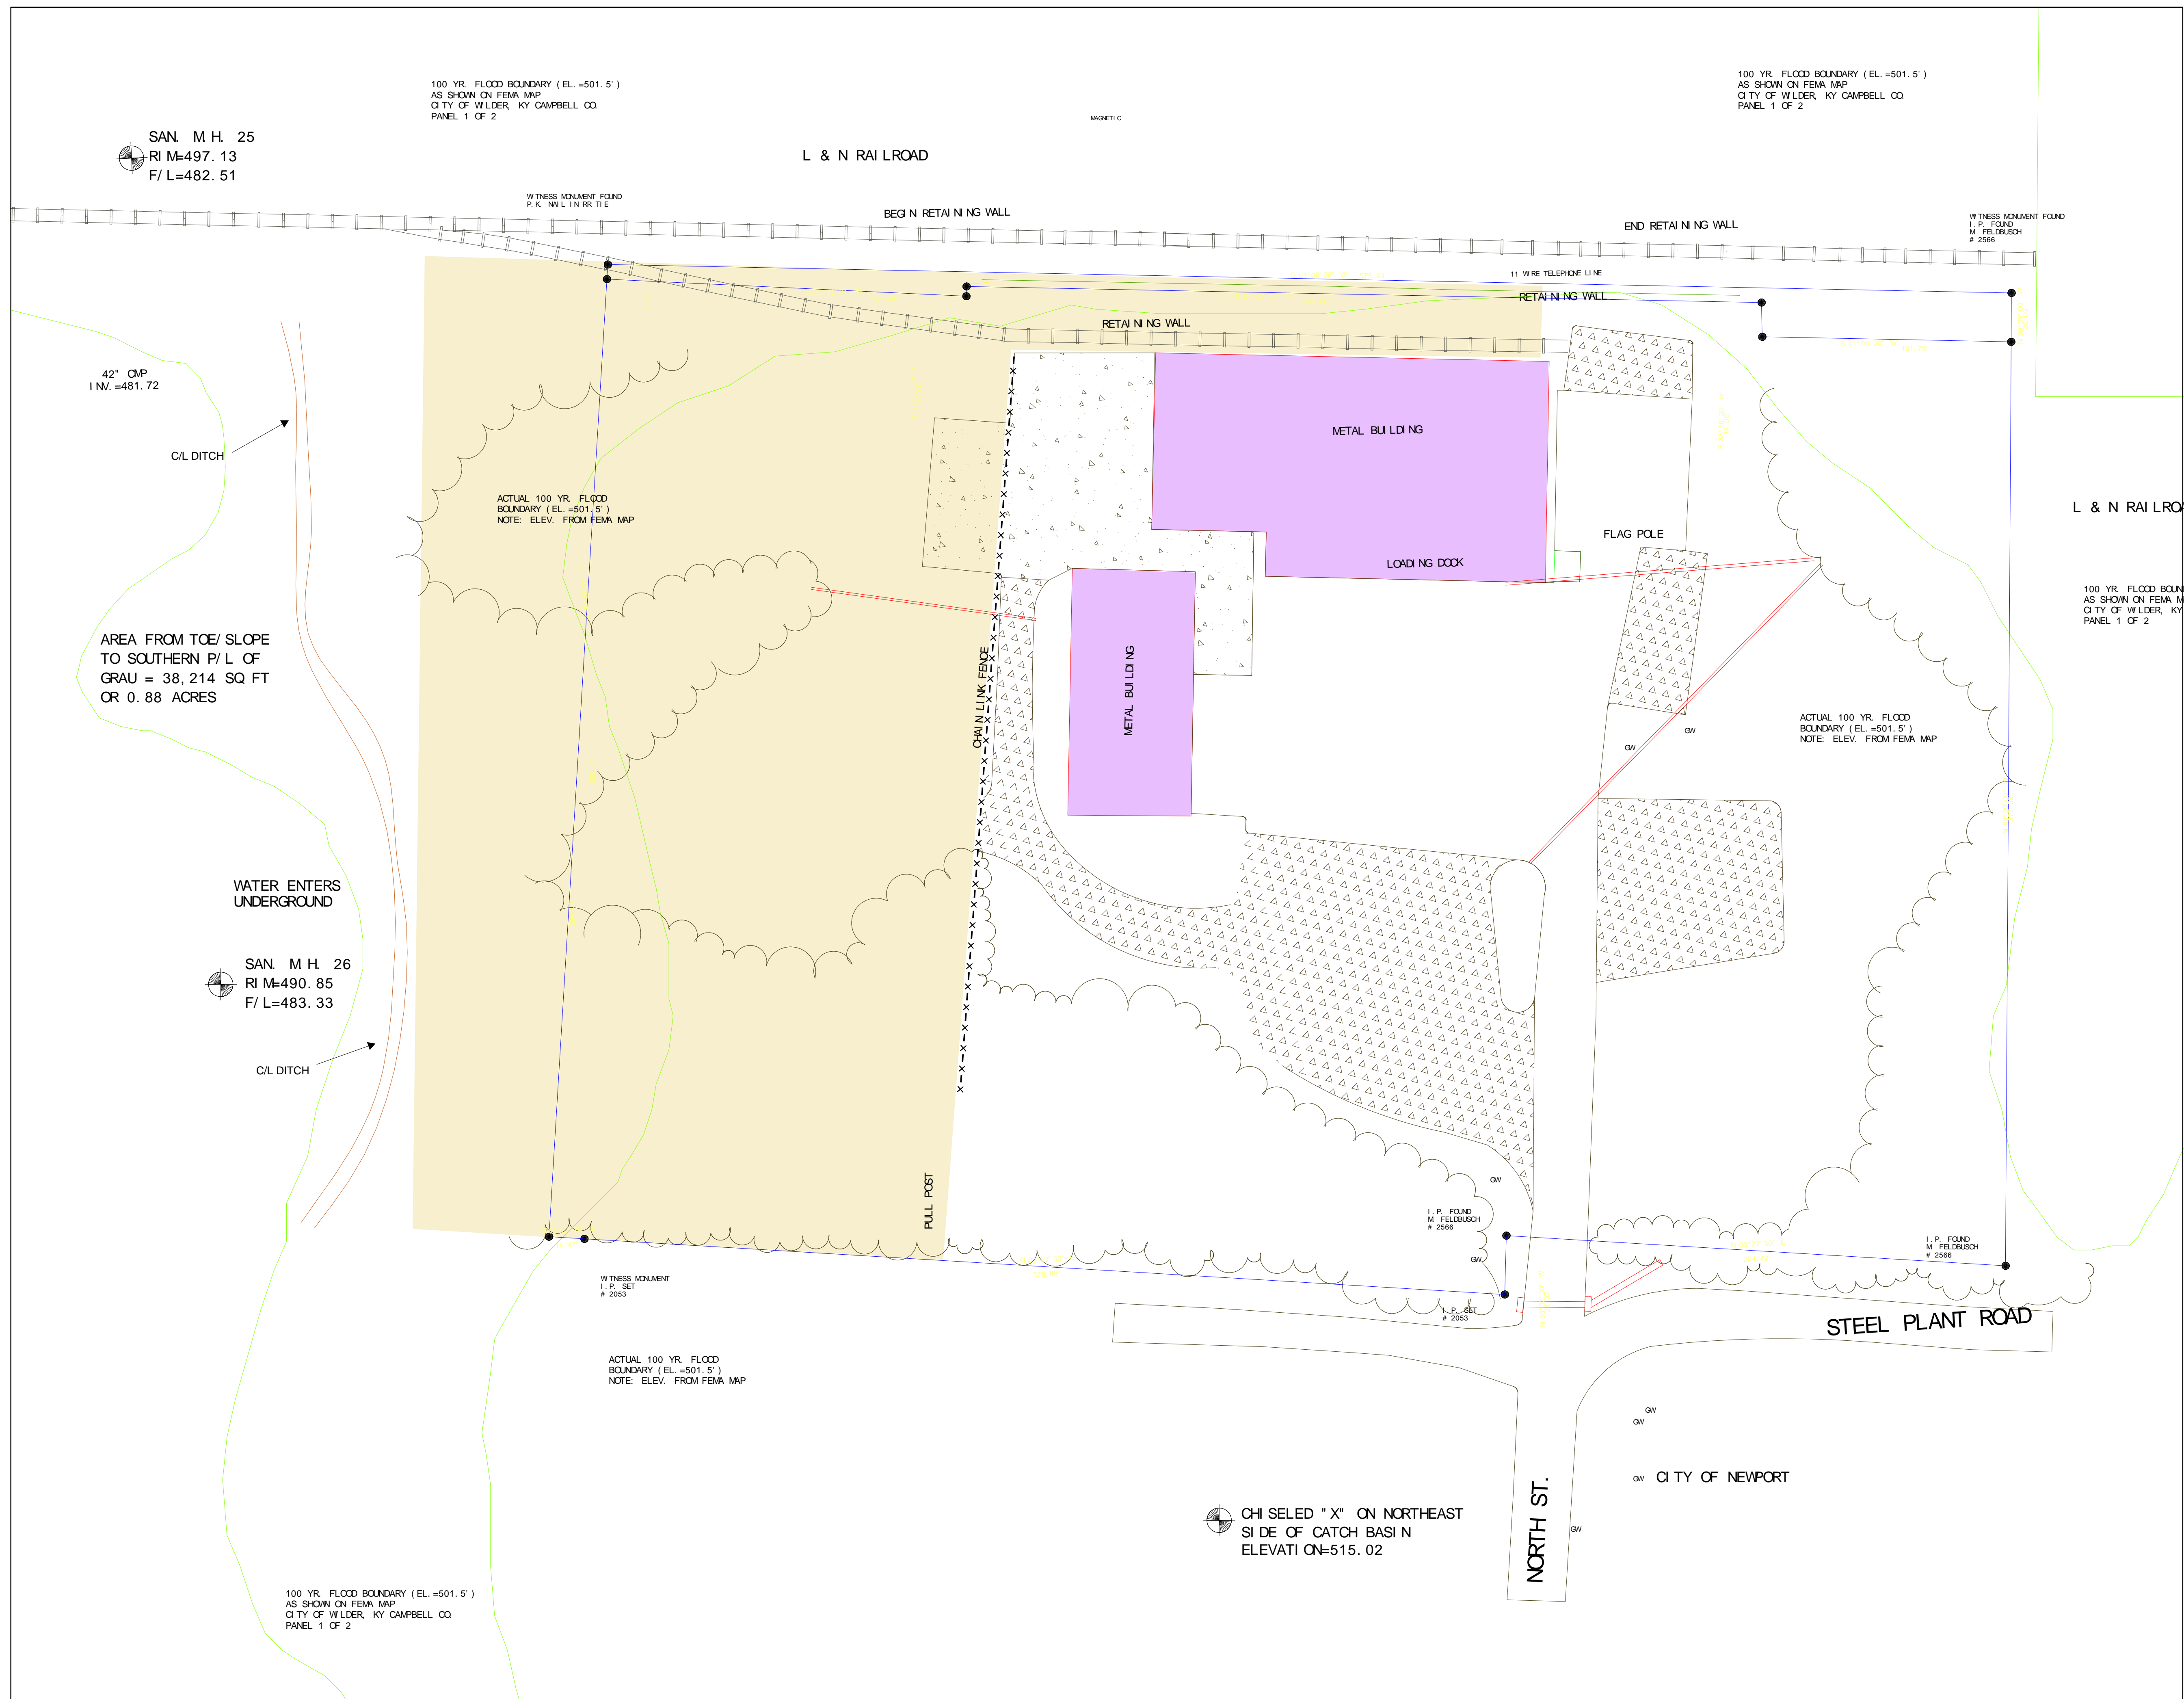 100 YR. FLOOD BOUNDARY (EL.=501.5')
AS SHOWN ON FEMA MAP
CITY OF WILDER, KY CAMPBELL CO.
PANEL 1 OF 2
100 YR. FLOOD BOUNDARY (EL.=501.5')
AS SHOWN ON FEMA MAP
CITY OF WILDER, KY CAMPBELL CO.
PANEL 1 OF 2
MAGNETIC
SAN. M.H. 25
RIM=497.13
F/L=482.51
L & N RAILROAD
WITNESS MONUMENT FOUND
P.K. NAIL IN RR TIE
BEGIN RETAINING WALL
END RETAINING WALL
WITNESS MONUMENT FOUND
I.P. FOUND
M. FELDBUSCH
# 2566
11 WIRE TELEPHONE LINE
RETAINING WALL
RETAINING WALL
42" CMP
INV.=481.72
C/L DITCH
METAL BUILDING
ACTUAL 100 YR. FLOOD
BOUNDARY (EL.=501.5')
NOTE: ELEV. FROM FEMA MAP
L & N RAILRO
FLAG POLE
LOADING DOCK
100 YR. FLOOD BOUN
AS SHOWN ON FEMA M
CITY OF WILDER, KY
PANEL 1 OF 2
AREA FROM TOE/SLOPE
TO SOUTHERN P/L OF
GRAU = 38,214 SQ FT
OR 0.88 ACRES
CHAIN LINK FENCE
METAL BUILDING
ACTUAL 100 YR. FLOOD
BOUNDARY (EL.=501.5')
NOTE: ELEV. FROM FEMA MAP
GW
GW
WATER ENTERS
UNDERGROUND
SAN. M.H. 26
RIM=490.85
F/L=483.33
C/L DITCH
PULL POST
GW
I.P. FOUND
M. FELDBUSCH
# 2566
GW
I.P. FOUND
M. FELDBUSCH
# 2566
WITNESS MONUMENT
I.P. SET
# 2053
I.P. SET
# 2053
STEEL PLANT ROAD
ACTUAL 100 YR. FLOOD
BOUNDARY (EL.=501.5')
NOTE: ELEV. FROM FEMA MAP
GW
GW
GW CITY OF NEWPORT
NORTH ST.
CHISELED "X" ON NORTHEAST
SIDE OF CATCH BASIN
ELEVATION=515.02
GW
100 YR. FLOOD BOUNDARY (EL.=501.5')
AS SHOWN ON FEMA MAP
CITY OF WILDER, KY CAMPBELL CO.
PANEL 1 OF 2